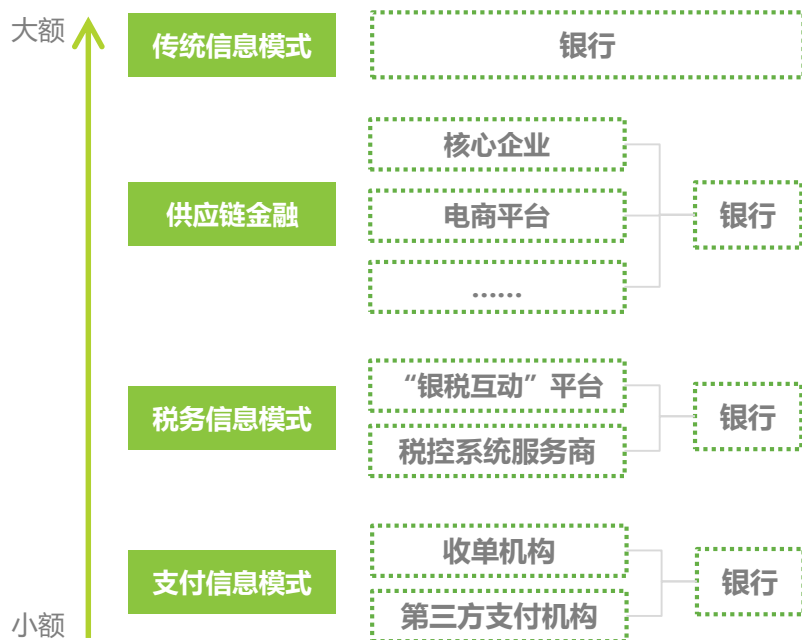 大额
传统信息模式
银行
核心企业
供应链金融
电商平台
银行
......
“银税互动”平台
税务信息模式
银行
税控系统服务商
收单机构
支付信息模式
银行
第三方支付机构
小额